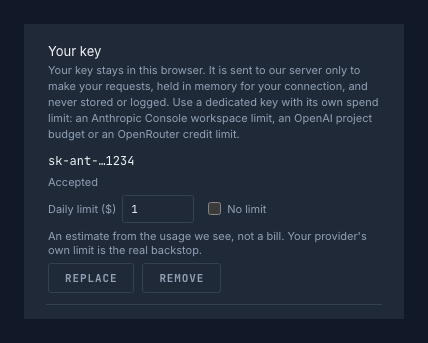 Your key
Your key stays in this browser. It is sent to our server only to
make your requests, held in memory for your connection, and
never stored or logged. Use a dedicated key with its own spend
limit: an Anthropic Console workspace limit, an OpenAI project
budget or an OpenRouter credit limit.
sk-ant-…1234
Accepted
Daily limit ($) 1 No limit
An estimate from the usage we see, not a bill. Your provider's
own limit is the real backstop.
REPLACE REMOVE